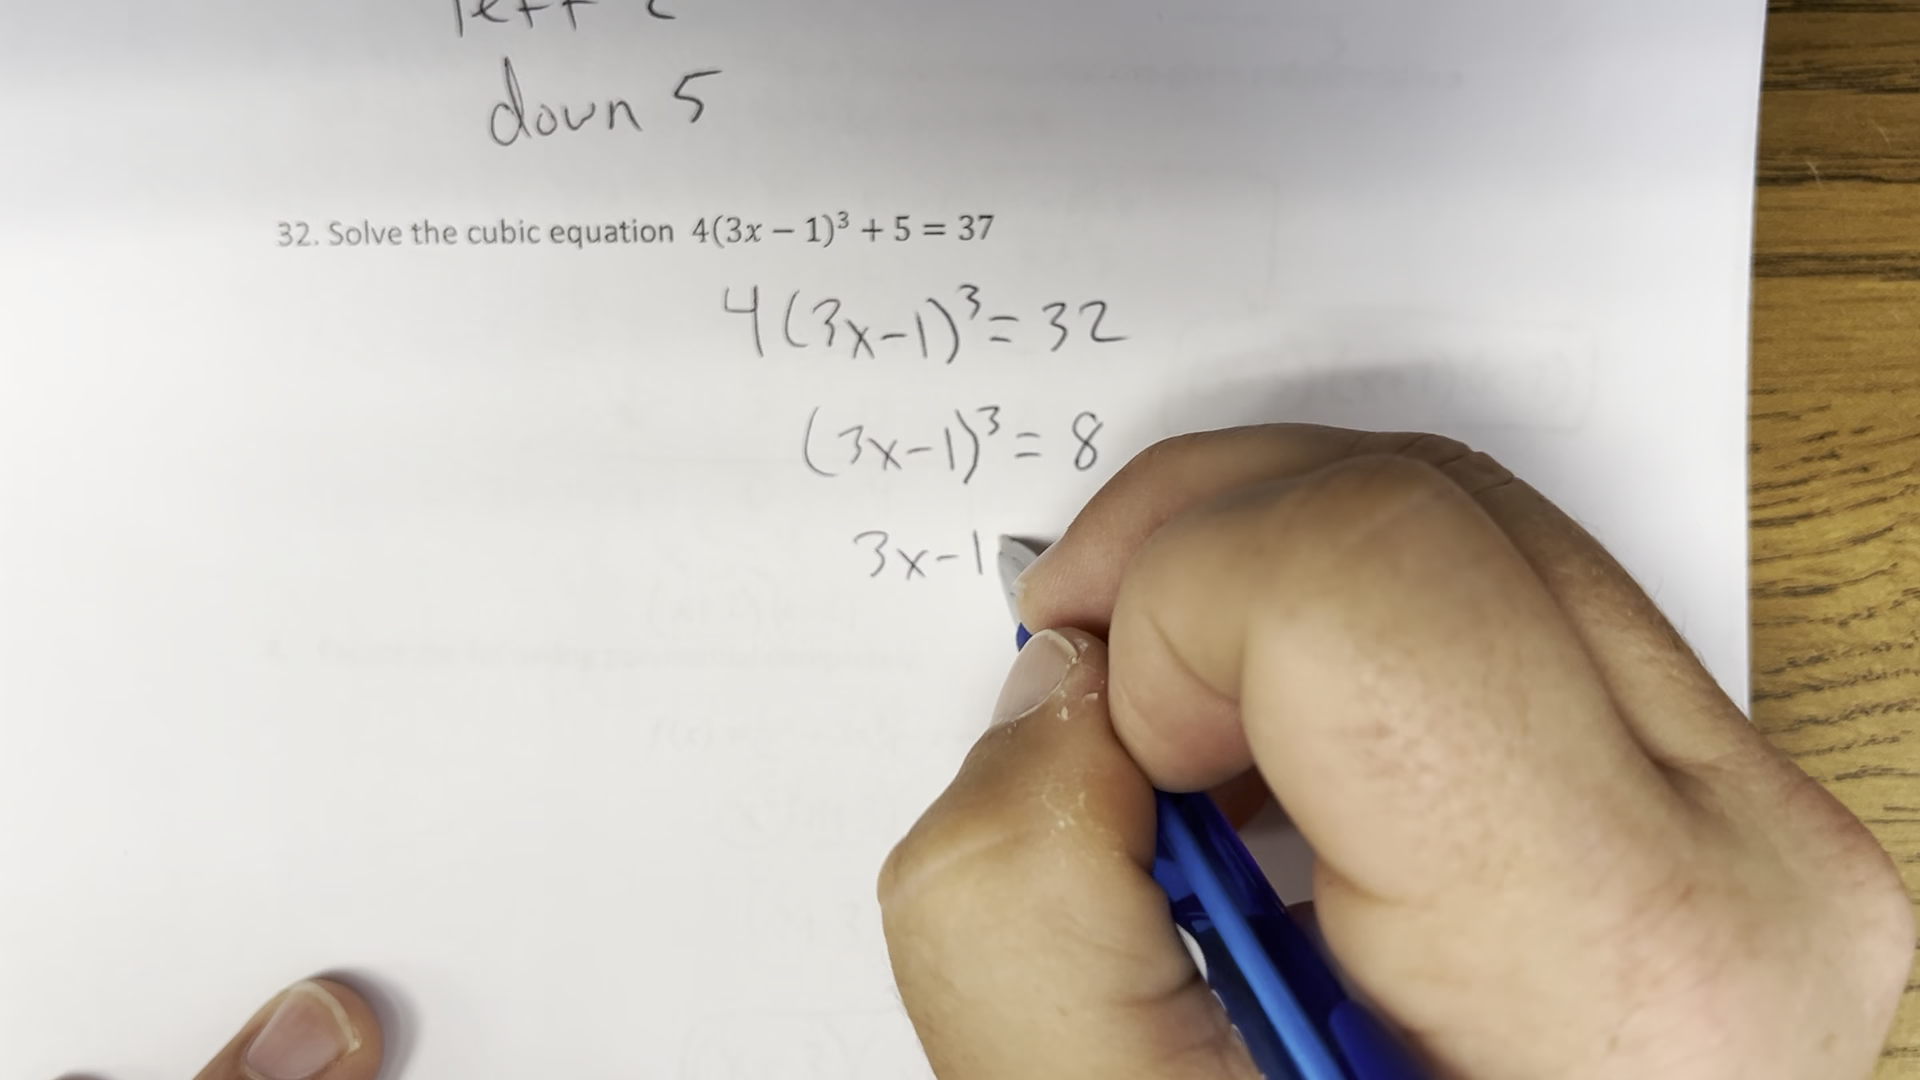 down 5
32. Solve the cubic equation 4(3x − 1)³ + 5 = 37
4(3x-1)³ = 32
(3x-1)³ = 8
3x-1